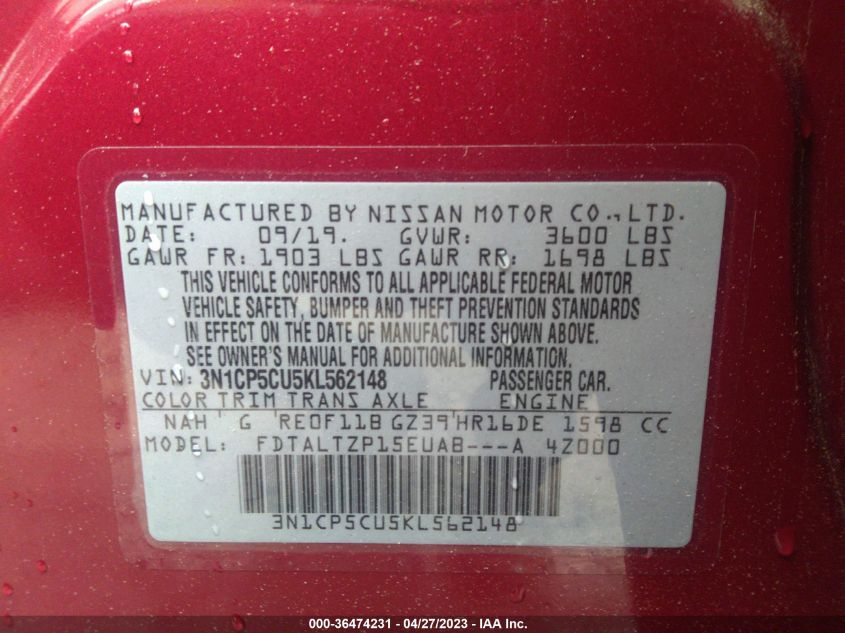 MANUFACTURED BY NISSAN MOTOR CO., LTD.
DATE: 09/19. GVWR: 3600 LBS
GAWR FR: 1903 LBS GAWR RR: 1698 LBS
THIS VEHICLE CONFORMS TO ALL APPLICABLE FEDERAL MOTOR
VEHICLE SAFETY, BUMPER AND THEFT PREVENTION STANDARDS
IN EFFECT ON THE DATE OF MANUFACTURE SHOWN ABOVE.
SEE OWNER'S MANUAL FOR ADDITIONAL INFORMATION.
VIN: 3N1CP5CU5KL562148 PASSENGER CAR.
COLOR TRIM TRANS AXLE ENGINE
NAH G RE0F11B GZ39 HR16DE 1598 CC
MODEL: FDTALTZP15EUAB---A 4Z000
3N1CP5CU5KL562148
000-36474231 - 04/27/2023 - IAA Inc.